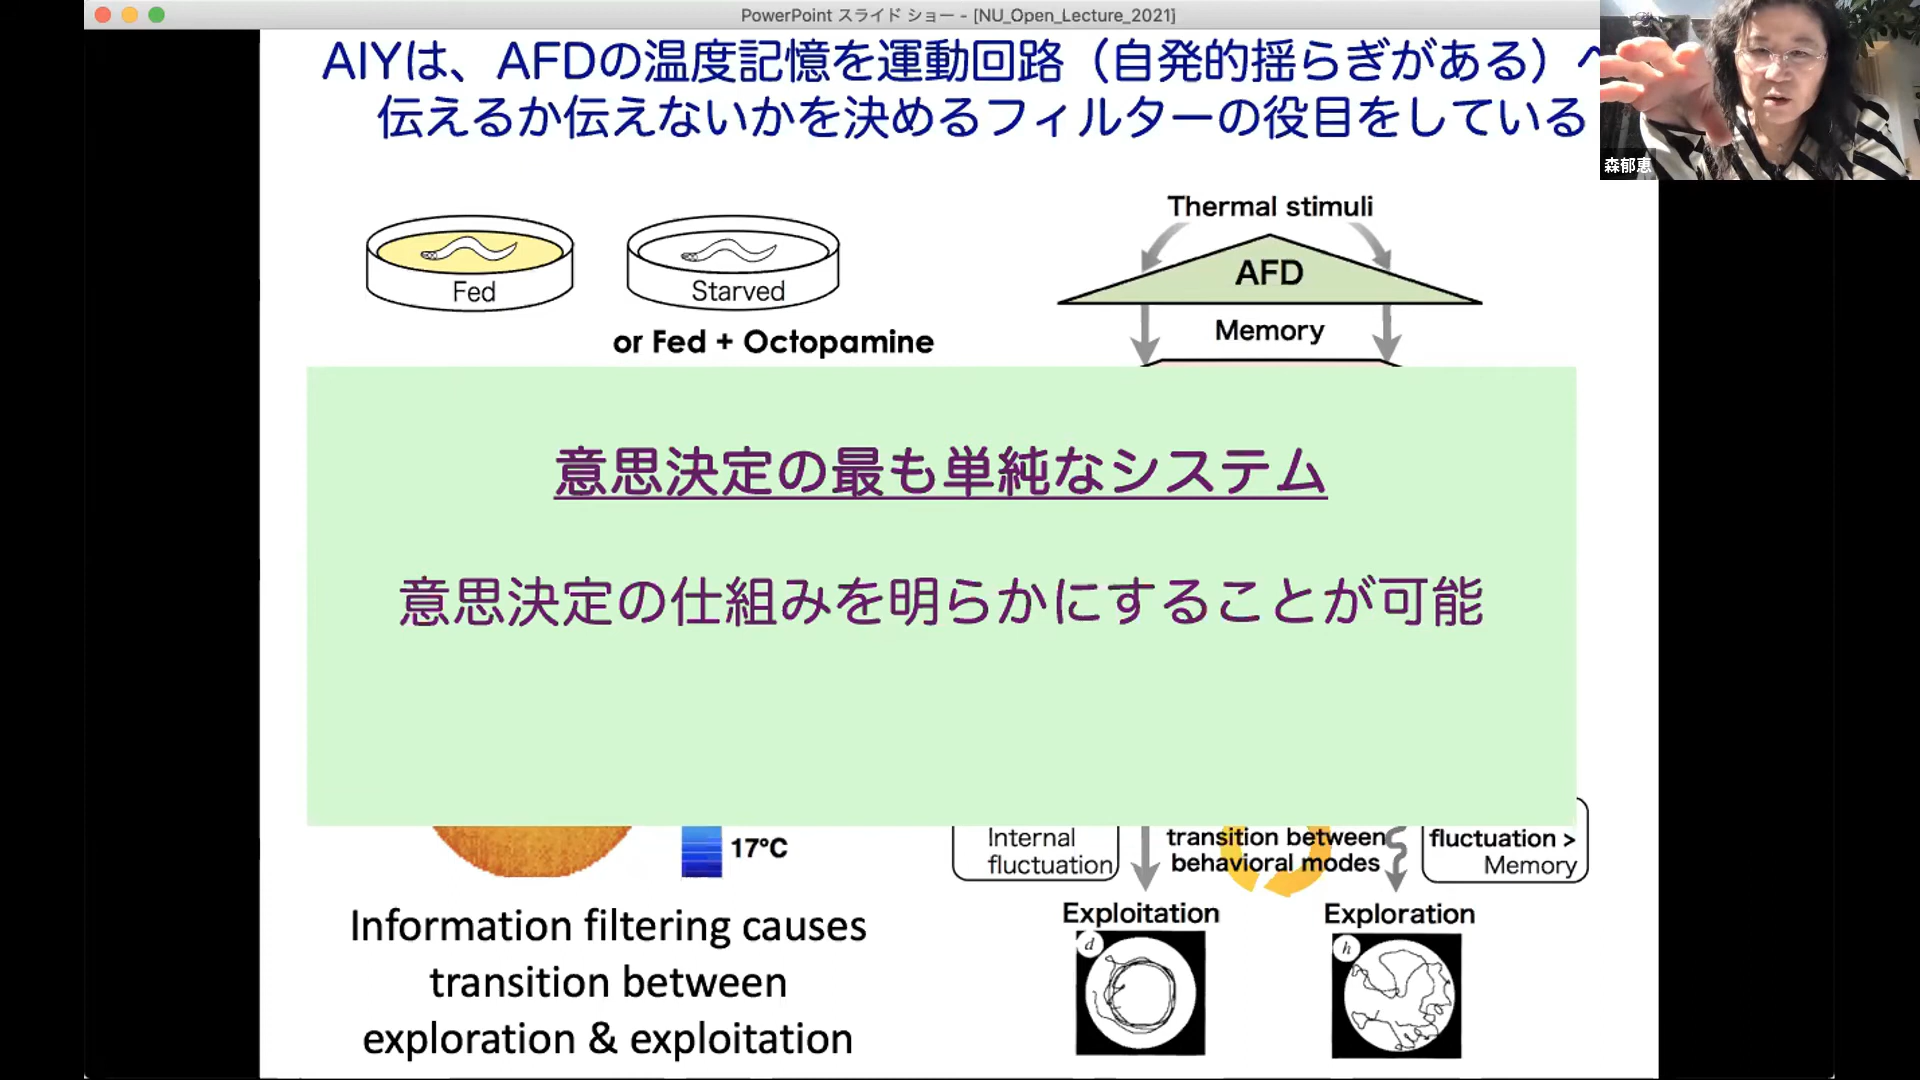 PowerPoint スライド ショー - [NU_Open_Lecture_2021]
AIYは、AFDの温度記憶を運動回路（自発的揺らぎがある）へ
伝えるか伝えないかを決めるフィルターの役目をしている
森郁恵
Fed
Starved
or Fed + Octopamine
Thermal stimuli
AFD
Memory
意思決定の最も単純なシステム
意思決定の仕組みを明らかにすることが可能
17°C
Internal
fluctuation
transition between
behavioral modes
fluctuation >
Memory
Information filtering causes
transition between
exploration & exploitation
Exploitation
d
Exploration
h